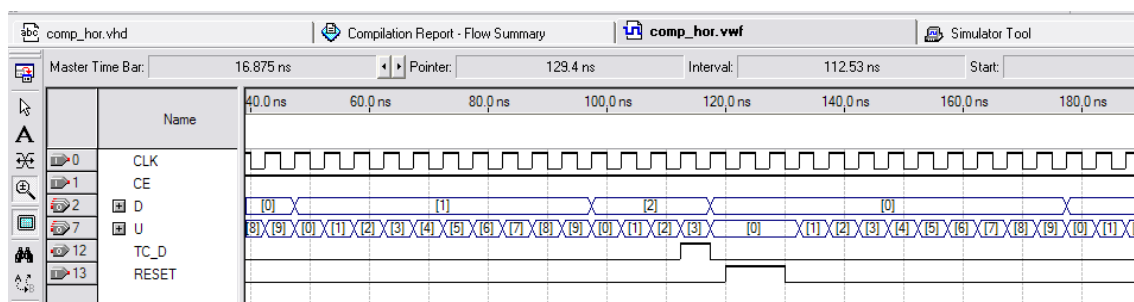 abc comp_hor.vhd Compilation Report - Flow Summary comp_hor.vwf Simulator Tool
Master Time Bar: 16.875 ns Pointer: 129.4 ns Interval: 112.53 ns Start:
Name 40.0 ns 60.0 ns 80.0 ns 100.0 ns 120.0 ns 140.0 ns 160.0 ns 180.0 ns
A
0 CLK
1 CE
2 D [0] [1] [2] [0]
7 U [8] [9] [0] [1] [2] [3] [4] [5] [6] [7] [8] [9] [0] [1] [2] [3] [0] [1] [2] [3] [4] [5] [6] [7] [8] [9] [0] [1]
12 TC_D
13 RESET